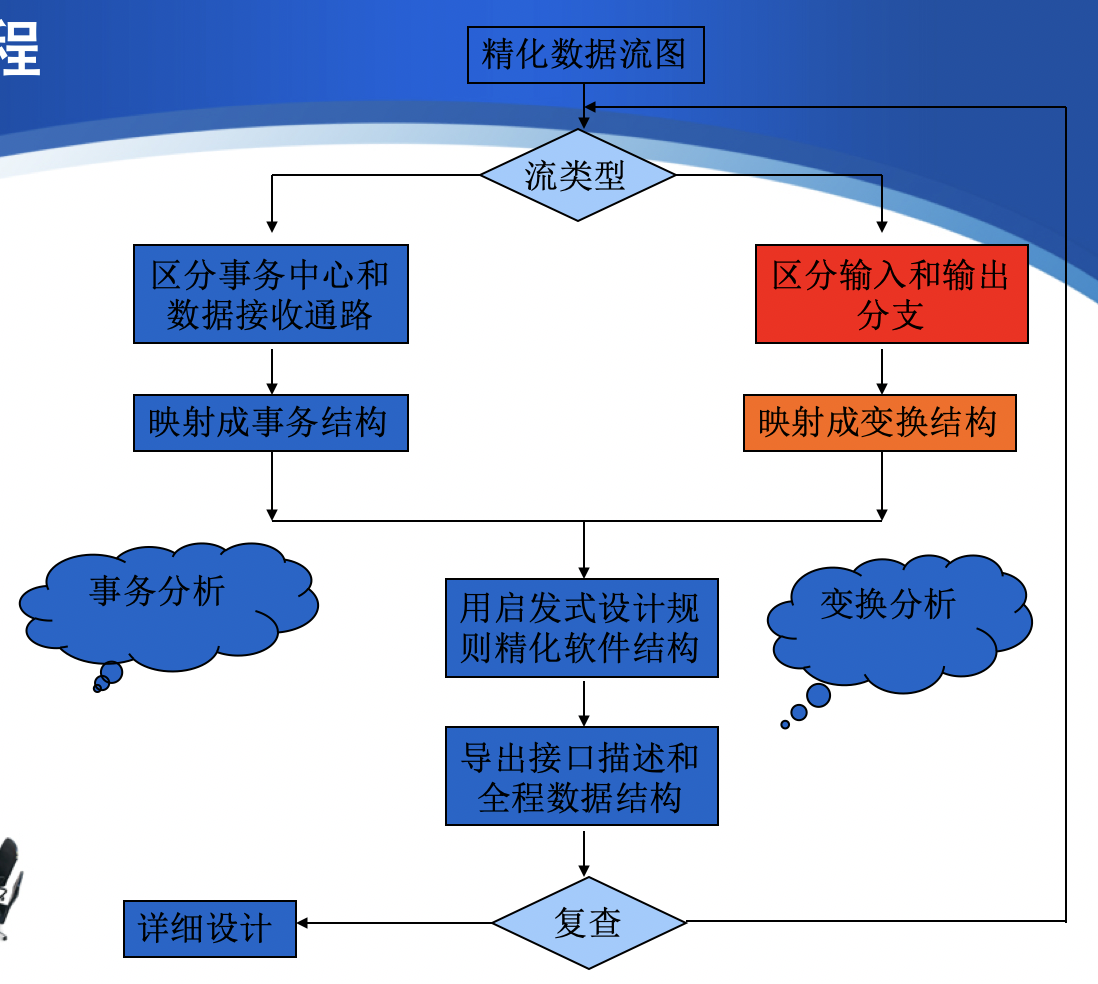 程
精化数据流图
流类型
区分事务中心和
数据接收通路
区分输入和输出
分支
映射成事务结构
映射成变换结构
事务分析
变换分析
用启发式设计规
则精化软件结构
导出接口描述和
全程数据结构
复查
详细设计